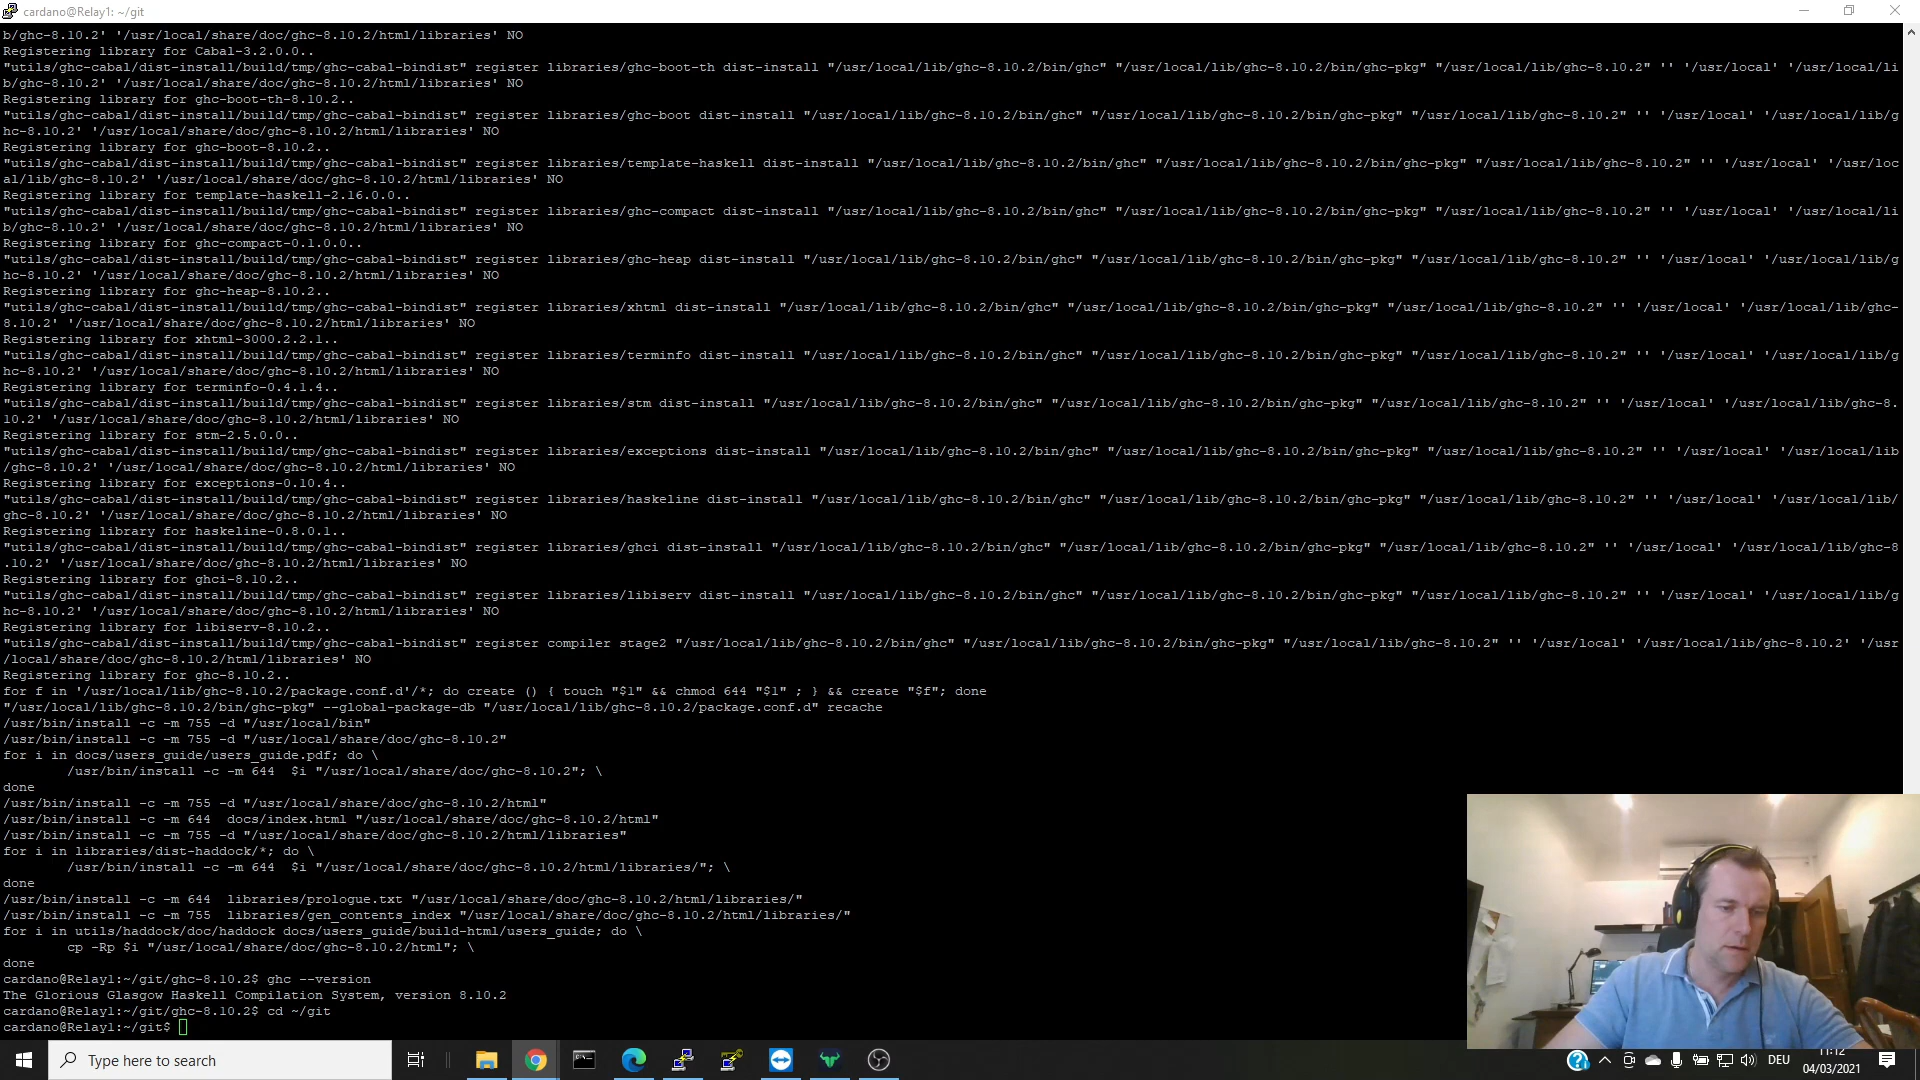 cardano@Relay1: ~/git
b/ghc-8.10.2' '/usr/local/share/doc/ghc-8.10.2/html/libraries' NO
Registering library for Cabal-3.2.0.0..
"utils/ghc-cabal/dist-install/build/tmp/ghc-cabal-bindist" register libraries/ghc-boot-th dist-install "/usr/local/lib/ghc-8.10.2/bin/ghc" "/usr/local/lib/ghc-8.10.2/bin/ghc-pkg" "/usr/local/lib/ghc-8.10.2" '' '/usr/local' '/usr/local/li
b/ghc-8.10.2' '/usr/local/share/doc/ghc-8.10.2/html/libraries' NO
Registering library for ghc-boot-th-8.10.2..
"utils/ghc-cabal/dist-install/build/tmp/ghc-cabal-bindist" register libraries/ghc-boot dist-install "/usr/local/lib/ghc-8.10.2/bin/ghc" "/usr/local/lib/ghc-8.10.2/bin/ghc-pkg" "/usr/local/lib/ghc-8.10.2" '' '/usr/local' '/usr/local/lib/g
hc-8.10.2' '/usr/local/share/doc/ghc-8.10.2/html/libraries' NO
Registering library for ghc-boot-8.10.2..
"utils/ghc-cabal/dist-install/build/tmp/ghc-cabal-bindist" register libraries/template-haskell dist-install "/usr/local/lib/ghc-8.10.2/bin/ghc" "/usr/local/lib/ghc-8.10.2/bin/ghc-pkg" "/usr/local/lib/ghc-8.10.2" '' '/usr/local' '/usr/loc
al/lib/ghc-8.10.2' '/usr/local/share/doc/ghc-8.10.2/html/libraries' NO
Registering library for template-haskell-2.16.0.0..
"utils/ghc-cabal/dist-install/build/tmp/ghc-cabal-bindist" register libraries/ghc-compact dist-install "/usr/local/lib/ghc-8.10.2/bin/ghc" "/usr/local/lib/ghc-8.10.2/bin/ghc-pkg" "/usr/local/lib/ghc-8.10.2" '' '/usr/local' '/usr/local/li
b/ghc-8.10.2' '/usr/local/share/doc/ghc-8.10.2/html/libraries' NO
Registering library for ghc-compact-0.1.0.0..
"utils/ghc-cabal/dist-install/build/tmp/ghc-cabal-bindist" register libraries/ghc-heap dist-install "/usr/local/lib/ghc-8.10.2/bin/ghc" "/usr/local/lib/ghc-8.10.2/bin/ghc-pkg" "/usr/local/lib/ghc-8.10.2" '' '/usr/local' '/usr/local/lib/g
hc-8.10.2' '/usr/local/share/doc/ghc-8.10.2/html/libraries' NO
Registering library for ghc-heap-8.10.2..
"utils/ghc-cabal/dist-install/build/tmp/ghc-cabal-bindist" register libraries/xhtml dist-install "/usr/local/lib/ghc-8.10.2/bin/ghc" "/usr/local/lib/ghc-8.10.2/bin/ghc-pkg" "/usr/local/lib/ghc-8.10.2" '' '/usr/local' '/usr/local/lib/ghc-
8.10.2' '/usr/local/share/doc/ghc-8.10.2/html/libraries' NO
Registering library for xhtml-3000.2.2.1..
"utils/ghc-cabal/dist-install/build/tmp/ghc-cabal-bindist" register libraries/terminfo dist-install "/usr/local/lib/ghc-8.10.2/bin/ghc" "/usr/local/lib/ghc-8.10.2/bin/ghc-pkg" "/usr/local/lib/ghc-8.10.2" '' '/usr/local' '/usr/local/lib/g
hc-8.10.2' '/usr/local/share/doc/ghc-8.10.2/html/libraries' NO
Registering library for terminfo-0.4.1.4..
"utils/ghc-cabal/dist-install/build/tmp/ghc-cabal-bindist" register libraries/stm dist-install "/usr/local/lib/ghc-8.10.2/bin/ghc" "/usr/local/lib/ghc-8.10.2/bin/ghc-pkg" "/usr/local/lib/ghc-8.10.2" '' '/usr/local' '/usr/local/lib/ghc-8.
10.2' '/usr/local/share/doc/ghc-8.10.2/html/libraries' NO
Registering library for stm-2.5.0.0..
"utils/ghc-cabal/dist-install/build/tmp/ghc-cabal-bindist" register libraries/exceptions dist-install "/usr/local/lib/ghc-8.10.2/bin/ghc" "/usr/local/lib/ghc-8.10.2/bin/ghc-pkg" "/usr/local/lib/ghc-8.10.2" '' '/usr/local' '/usr/local/lib
/ghc-8.10.2' '/usr/local/share/doc/ghc-8.10.2/html/libraries' NO
Registering library for exceptions-0.10.4..
"utils/ghc-cabal/dist-install/build/tmp/ghc-cabal-bindist" register libraries/haskeline dist-install "/usr/local/lib/ghc-8.10.2/bin/ghc" "/usr/local/lib/ghc-8.10.2/bin/ghc-pkg" "/usr/local/lib/ghc-8.10.2" '' '/usr/local' '/usr/local/lib/
ghc-8.10.2' '/usr/local/share/doc/ghc-8.10.2/html/libraries' NO
Registering library for haskeline-0.8.0.1..
"utils/ghc-cabal/dist-install/build/tmp/ghc-cabal-bindist" register libraries/ghci dist-install "/usr/local/lib/ghc-8.10.2/bin/ghc" "/usr/local/lib/ghc-8.10.2/bin/ghc-pkg" "/usr/local/lib/ghc-8.10.2" '' '/usr/local' '/usr/local/lib/ghc-8
.10.2' '/usr/local/share/doc/ghc-8.10.2/html/libraries' NO
Registering library for ghci-8.10.2..
"utils/ghc-cabal/dist-install/build/tmp/ghc-cabal-bindist" register libraries/libiserv dist-install "/usr/local/lib/ghc-8.10.2/bin/ghc" "/usr/local/lib/ghc-8.10.2/bin/ghc-pkg" "/usr/local/lib/ghc-8.10.2" '' '/usr/local' '/usr/local/lib/g
hc-8.10.2' '/usr/local/share/doc/ghc-8.10.2/html/libraries' NO
Registering library for libiserv-8.10.2..
"utils/ghc-cabal/dist-install/build/tmp/ghc-cabal-bindist" register compiler stage2 "/usr/local/lib/ghc-8.10.2/bin/ghc" "/usr/local/lib/ghc-8.10.2/bin/ghc-pkg" "/usr/local/lib/ghc-8.10.2" '' '/usr/local' '/usr/local/lib/ghc-8.10.2' '/usr
/local/share/doc/ghc-8.10.2/html/libraries' NO
Registering library for ghc-8.10.2..
for f in '/usr/local/lib/ghc-8.10.2/package.conf.d'/*; do create () { touch "$1" && chmod 644 "$1" ; } && create "$f"; done
"/usr/local/lib/ghc-8.10.2/bin/ghc-pkg" --global-package-db "/usr/local/lib/ghc-8.10.2/package.conf.d" recache
/usr/bin/install -c -m 755 -d "/usr/local/bin"
/usr/bin/install -c -m 755 -d "/usr/local/share/doc/ghc-8.10.2"
for i in docs/users_guide/users_guide.pdf; do \
/usr/bin/install -c -m 644  $i "/usr/local/share/doc/ghc-8.10.2"; \
done
/usr/bin/install -c -m 755 -d "/usr/local/share/doc/ghc-8.10.2/html"
/usr/bin/install -c -m 644  docs/index.html "/usr/local/share/doc/ghc-8.10.2/html"
/usr/bin/install -c -m 755 -d "/usr/local/share/doc/ghc-8.10.2/html/libraries"
for i in libraries/dist-haddock/*; do \
/usr/bin/install -c -m 644  $i "/usr/local/share/doc/ghc-8.10.2/html/libraries/"; \
done
/usr/bin/install -c -m 644  libraries/prologue.txt "/usr/local/share/doc/ghc-8.10.2/html/libraries/"
/usr/bin/install -c -m 755  libraries/gen_contents_index "/usr/local/share/doc/ghc-8.10.2/html/libraries/"
for i in utils/haddock/doc/haddock docs/users_guide/build-html/users_guide; do \
cp -Rp $i "/usr/local/share/doc/ghc-8.10.2/html"; \
done
cardano@Relay1:~/git/ghc-8.10.2$ ghc --version
The Glorious Glasgow Haskell Compilation System, version 8.10.2
cardano@Relay1:~/git/ghc-8.10.2$ cd ~/git
cardano@Relay1:~/git$
Type here to search
DEU
11:12
04/03/2021